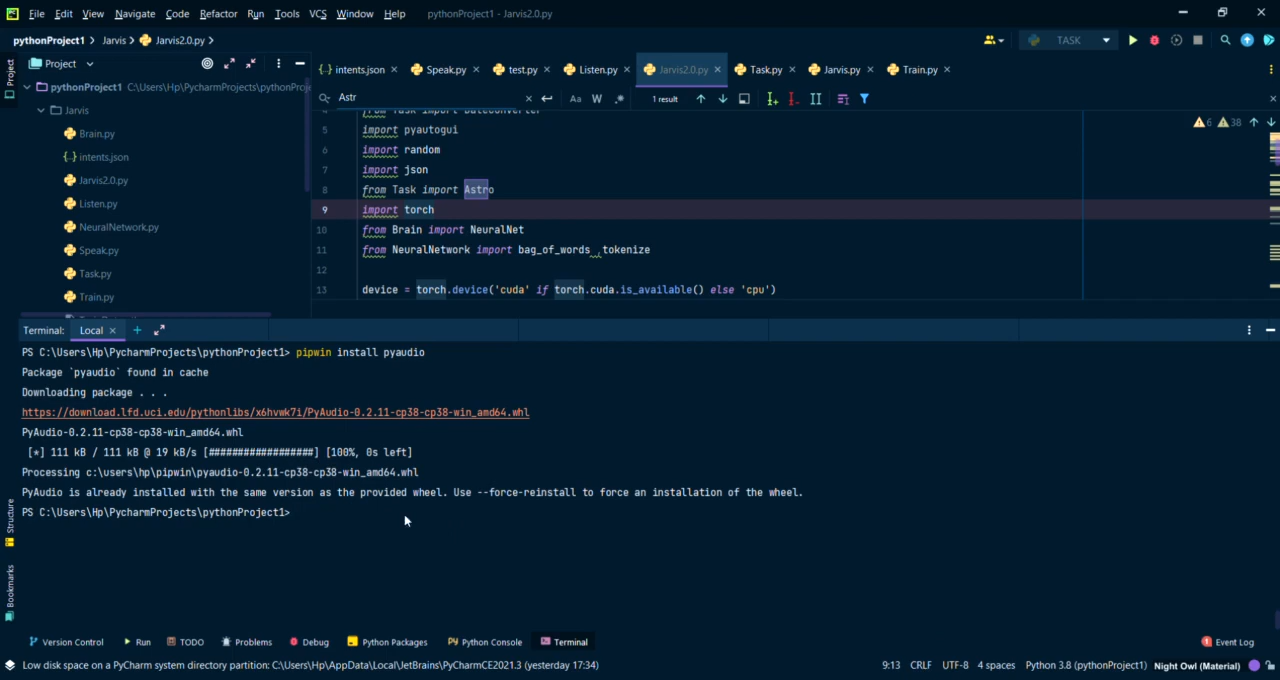 File Edit View Navigate Code Refactor Run Tools VCS Window Help pythonProject1 - Jarvis2.0.py
pythonProject1 > Jarvis > Jarvis2.0.py >
TASK
Project
intents.json Speak.py test.py Listen.py Jarvis2.0.py Task.py Jarvis.py Train.py
pythonProject1 C:\Users\Hp\PycharmProjects\pythonProje
Jarvis
Brain.py
intents.json
Jarvis2.0.py
Listen.py
NeuralNetwork.py
Speak.py
Task.py
Train.py
Astr
Aa W .* 1 result
6 38
5 import pyautogui
6 import random
7 import json
8 from Task import Astro
9 import torch
10 from Brain import NeuralNet
11 from NeuralNetwork import bag_of_words ,tokenize
12
13 device = torch.device('cuda' if torch.cuda.is_available() else 'cpu')
Project
Structure
Bookmarks
Terminal: Local × +
PS C:\Users\Hp\PycharmProjects\pythonProject1> pipwin install pyaudio
Package `pyaudio` found in cache
Downloading package . . .
https://download.lfd.uci.edu/pythonlibs/x6hvwk7i/PyAudio-0.2.11-cp38-cp38-win_amd64.whl
PyAudio-0.2.11-cp38-cp38-win_amd64.whl
[*] 111 kB / 111 kB @ 19 kB/s [##################] [100%, 0s left]
Processing c:\users\hp\pipwin\pyaudio-0.2.11-cp38-cp38-win_amd64.whl
PyAudio is already installed with the same version as the provided wheel. Use --force-reinstall to force an installation of the wheel.
PS C:\Users\Hp\PycharmProjects\pythonProject1>
Version Control Run TODO Problems Debug Python Packages Python Console Terminal 1 Event Log
Low disk space on a PyCharm system directory partition: C:\Users\Hp\AppData\Local\JetBrains\PyCharmCE2021.3 (yesterday 17:34) 9:13 CRLF UTF-8 4 spaces Python 3.8 (pythonProject1) Night Owl (Material)